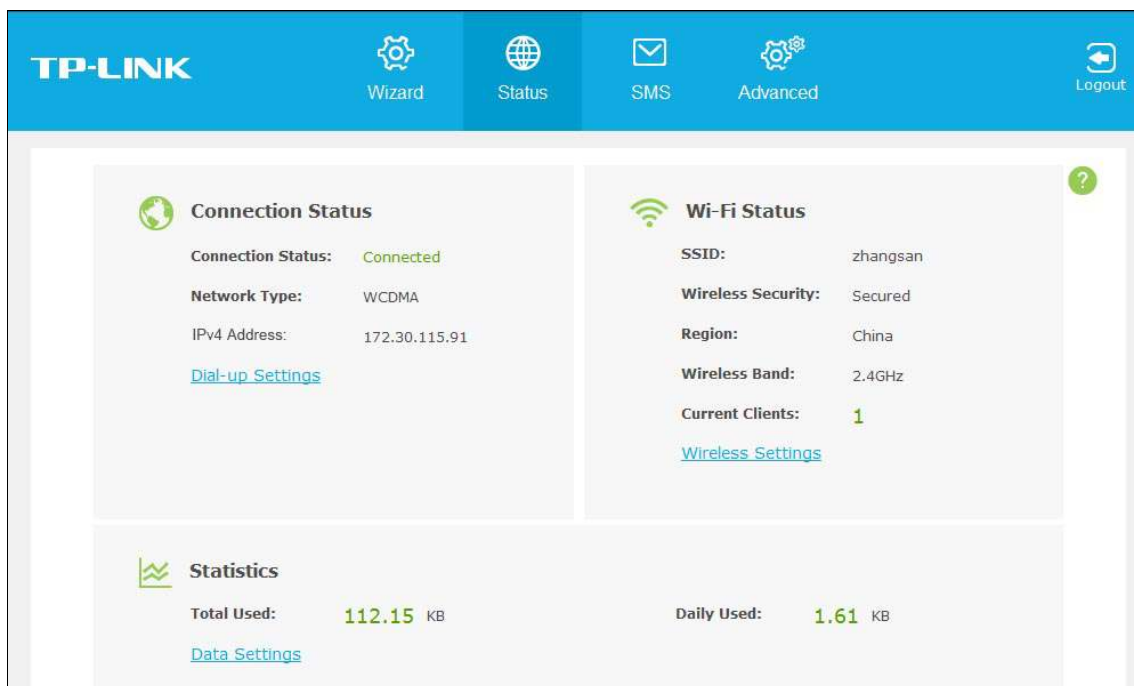 TP-LINK
Wizard
Status
SMS
Advanced
Logout
?
Connection Status
Connection Status: Connected
Network Type: WCDMA
IPv4 Address: 172.30.115.91
Dial-up Settings
Wi-Fi Status
SSID: zhangsan
Wireless Security: Secured
Region: China
Wireless Band: 2.4GHz
Current Clients: 1
Wireless Settings
Statistics
Total Used: 112.15 KB
Daily Used: 1.61 KB
Data Settings